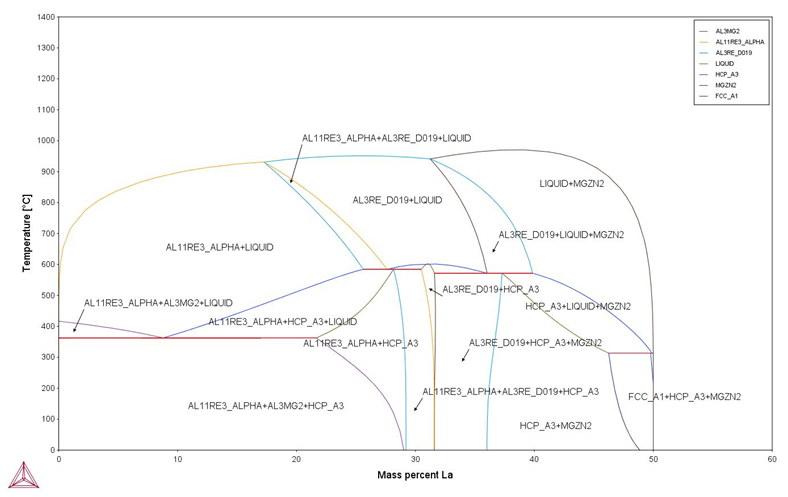 1400
1300
1200
1100
1000
900
800
700
600
500
400
300
200
100
0
Temperature [°C]
0
10
20
30
40
50
60
Mass percent La
AL3MG2
AL11RE3_ALPHA
AL3RE_D019
LIQUID
HCP_A3
MGZN2
FCC_A1
AL11RE3_ALPHA+AL3RE_D019+LIQUID
LIQUID+MGZN2
AL3RE_D019+LIQUID
AL3RE_D019+LIQUID+MGZN2
AL11RE3_ALPHA+LIQUID
AL3RE_D019+HCP_A3
AL11RE3_ALPHA+AL3MG2+LIQUID
HCP_A3+LIQUID+MGZN2
AL11RE3_ALPHA+HCP_A3+LIQUID
AL11RE3_ALPHA+HCP_A3
AL3RE_D019+HCP_A3+MGZN2
AL11RE3_ALPHA+AL3RE_D019+HCP_A3
FCC_A1+HCP_A3+MGZN2
AL11RE3_ALPHA+AL3MG2+HCP_A3
HCP_A3+MGZN2